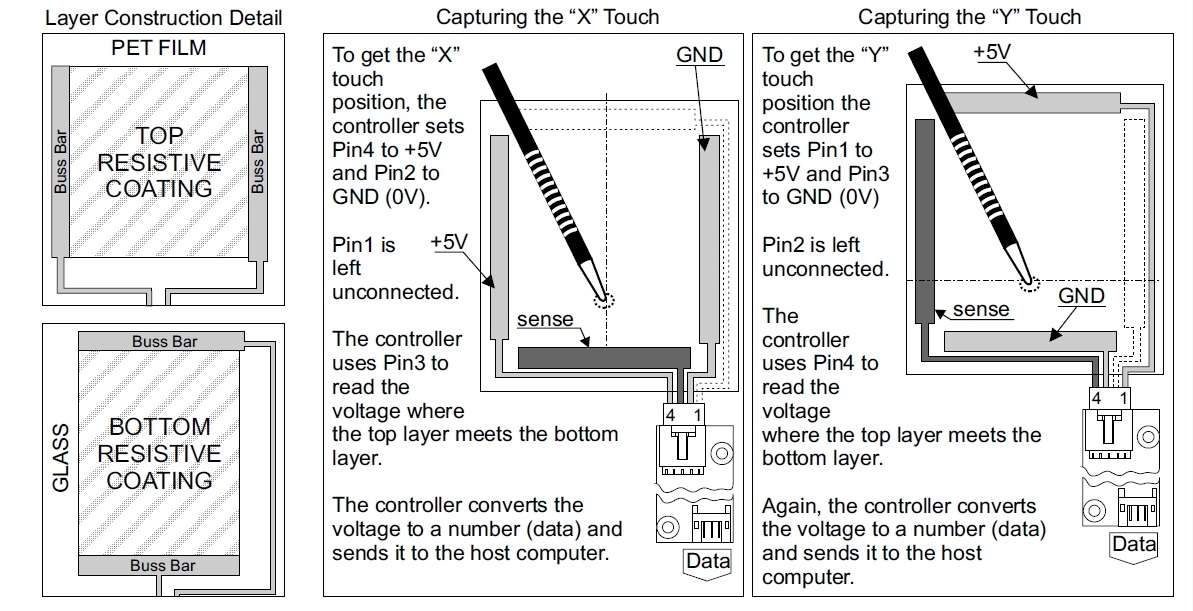 Layer Construction Detail
PET FILM
Buss Bar
TOP
RESISTIVE
COATING
Buss Bar
Buss Bar
GLASS
BOTTOM
RESISTIVE
COATING
Buss Bar
Capturing the “X” Touch
To get the “X”
touch
position, the
controller sets
Pin4 to +5V
and Pin2 to
GND (0V).
Pin1 is
left
unconnected.
The controller
uses Pin3 to
read the
voltage where
the top layer meets the bottom
layer.
The controller converts the
voltage to a number (data) and
sends it to the host computer.
GND
+5V
sense
4 1
Data
Capturing the “Y” Touch
To get the “Y”
touch
position the
controller
sets Pin1 to
+5V and Pin3
to GND (0V)
Pin2 is left
unconnected.
The
controller
uses Pin4 to
read the
voltage
where the top layer meets the
bottom layer.
Again, the controller converts
the voltage to a number (data)
and sends it to the host
computer.
+5V
sense
GND
4 1
Data